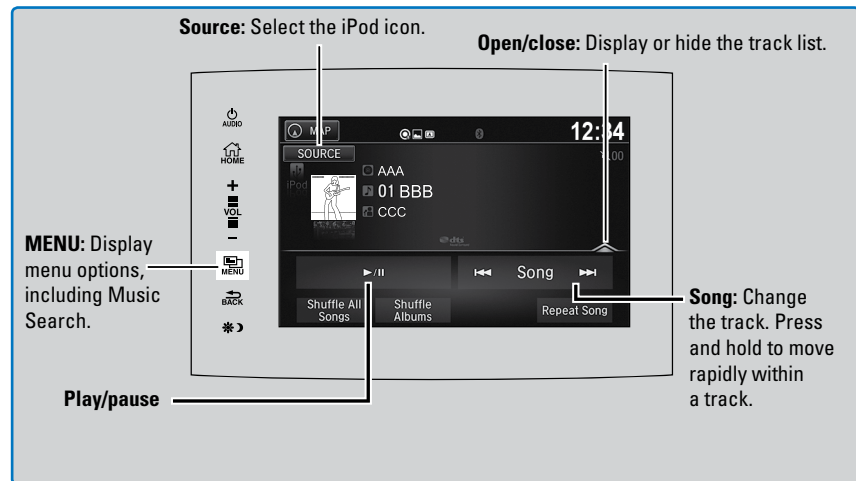 Source: Select the iPod icon.
Open/close: Display or hide the track list.
AUDIO
HOME
+
VOL
–
MENU
BACK
MAP
12:34
SOURCE
iPod
AAA
01 BBB
CCC
dts
Song
Shuffle All
Songs
Shuffle
Albums
Repeat Song
MENU: Display
menu options,
including Music
Search.
Play/pause
Song: Change
the track. Press
and hold to move
rapidly within
a track.